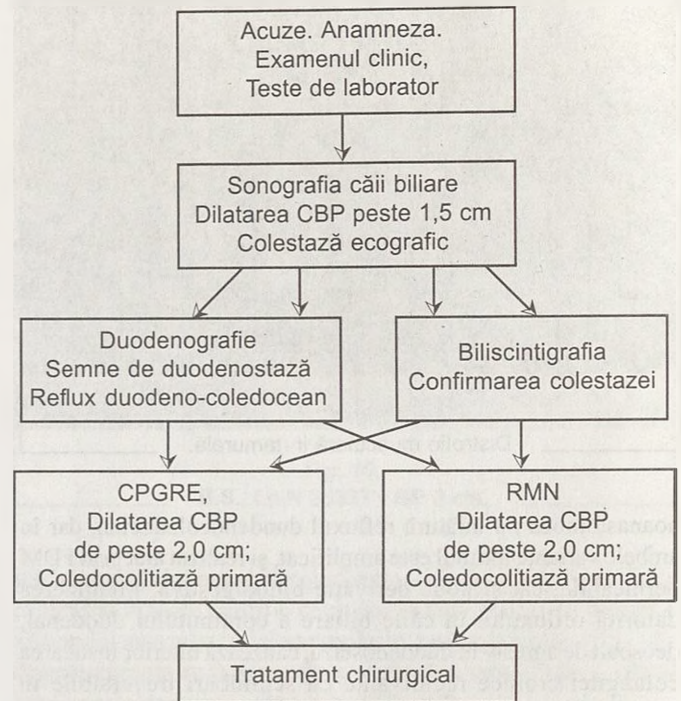 Acuze. Anamneza.
Examenul clinic,
Teste de laborator
Sonografia căii biliare
Dilatarea CBP peste 1,5 cm
Colestază ecografic
Duodenografie
Semne de duodenostază
Reflux duodeno-coledocean
Biliscintigrafia
Confirmarea colestazei
CPGRE,
Dilatarea CBP
de peste 2,0 cm;
Coledocolitiază primară
RMN
Dilatarea CBP
de peste 2,0 cm;
Coledocolitiază primară
Tratament chirurgical